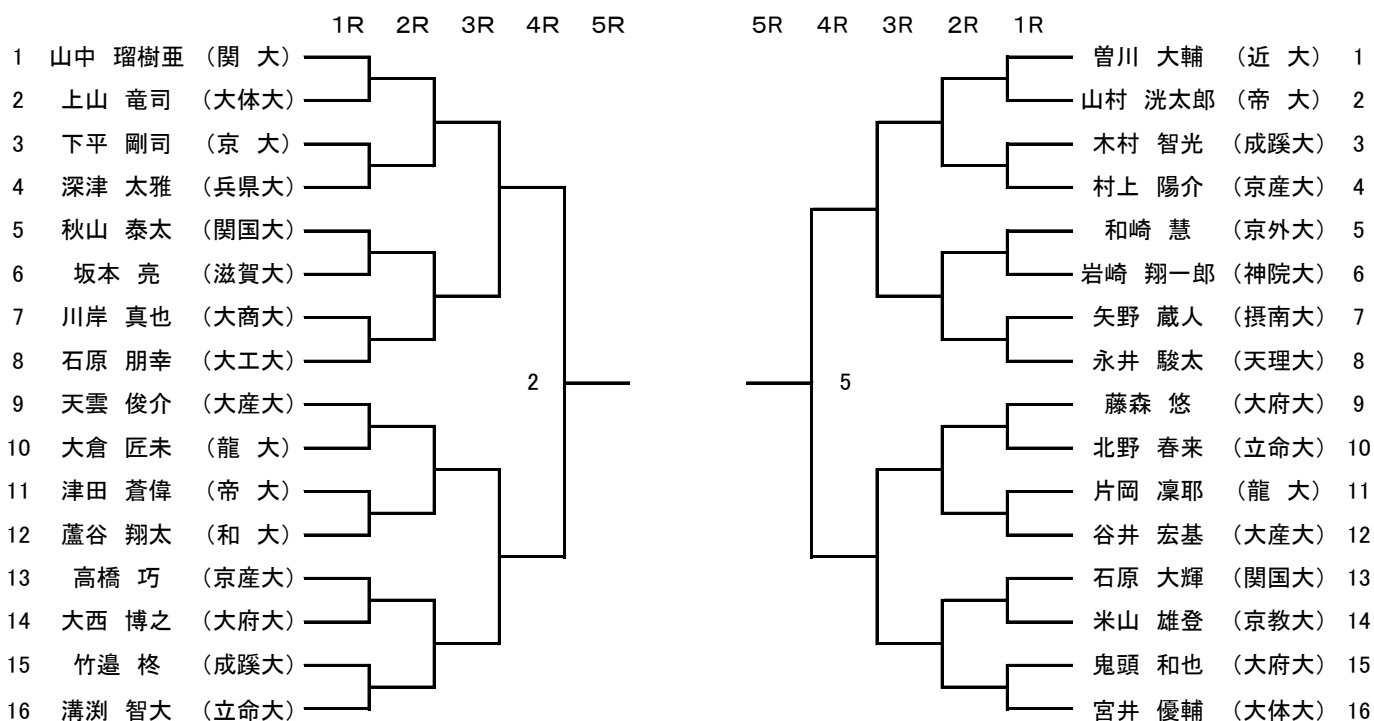 1R 2R 3R 4R 5R 5R 4R 3R 2R 1R
1 山中 瑠樹亜 (関 大) 曽川 大輔 (近 大) 1
2 上山 竜司 (大体大) 山村 洸太郎 (帝 大) 2
3 下平 剛司 (京 大) 木村 智光 (成蹊大) 3
4 深津 太雅 (兵県大) 村上 陽介 (京産大) 4
5 秋山 泰太 (関国大) 和崎 慧 (京外大) 5
6 坂本 亮 (滋賀大) 岩崎 翔一郎 (神院大) 6
7 川岸 真也 (大商大) 矢野 蔵人 (摂南大) 7
8 石原 朋幸 (大工大) 永井 駿太 (天理大) 8
2 5
9 天雲 俊介 (大産大) 藤森 悠 (大府大) 9
10 大倉 匠未 (龍 大) 北野 春来 (立命大) 10
11 津田 蒼偉 (帝 大) 片岡 凜耶 (龍 大) 11
12 蘆谷 翔太 (和 大) 谷井 宏基 (大産大) 12
13 高橋 巧 (京産大) 石原 大輝 (関国大) 13
14 大西 博之 (大府大) 米山 雄登 (京教大) 14
15 竹邉 柊 (成蹊大) 鬼頭 和也 (大府大) 15
16 溝渕 智大 (立命大) 宮井 優輔 (大体大) 16